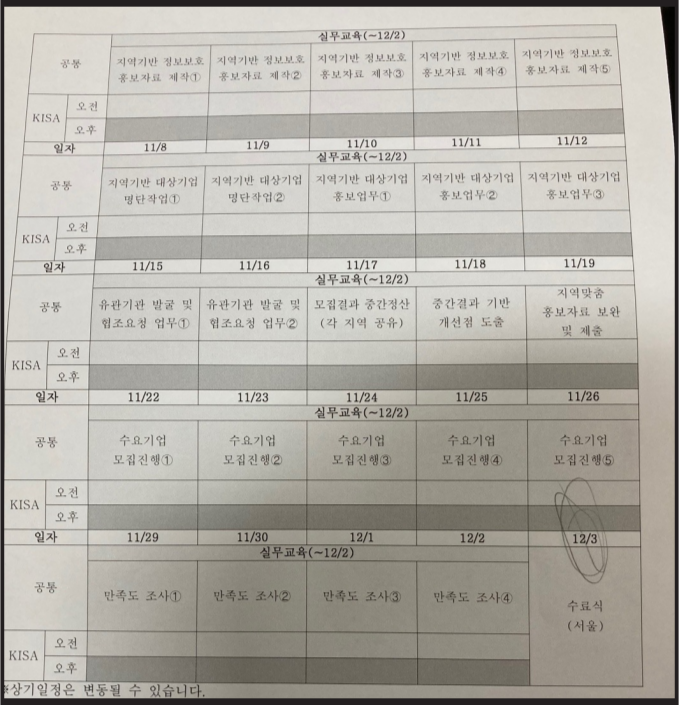 실무교육(~12/2)
공통 지역기반 정보보호 홍보자료 제작① 지역기반 정보보호 홍보자료 제작② 지역기반 정보보호 홍보자료 제작③ 지역기반 정보보호 홍보자료 제작④ 지역기반 정보보호 홍보자료 제작⑤
KISA 오전
오후
일자 11/8 11/9 11/10 11/11 11/12
실무교육(~12/2)
공통 지역기반 대상기업 명단작업① 지역기반 대상기업 명단작업② 지역기반 대상기업 홍보업무① 지역기반 대상기업 홍보업무② 지역기반 대상기업 홍보업무③
KISA 오전
오후
일자 11/15 11/16 11/17 11/18 11/19
실무교육(~12/2)
공통 유관기관 발굴 및 협조요청 업무① 유관기관 발굴 및 협조요청 업무② 모집결과 중간정산 (각 지역 공유) 중간결과 기반 개선점 도출 지역맞춤 홍보자료 보완 및 제출
KISA 오전
오후
일자 11/22 11/23 11/24 11/25 11/26
실무교육(~12/2)
공통 수요기업 모집진행① 수요기업 모집진행② 수요기업 모집진행③ 수요기업 모집진행④ 수요기업 모집진행⑤
KISA 오전
오후
일자 11/29 11/30 12/1 12/2 12/3
실무교육(~12/2)
공통 만족도 조사① 만족도 조사② 만족도 조사③ 만족도 조사④ 수료식 (서울)
KISA 오전
오후
※상기일정은 변동될 수 있습니다.